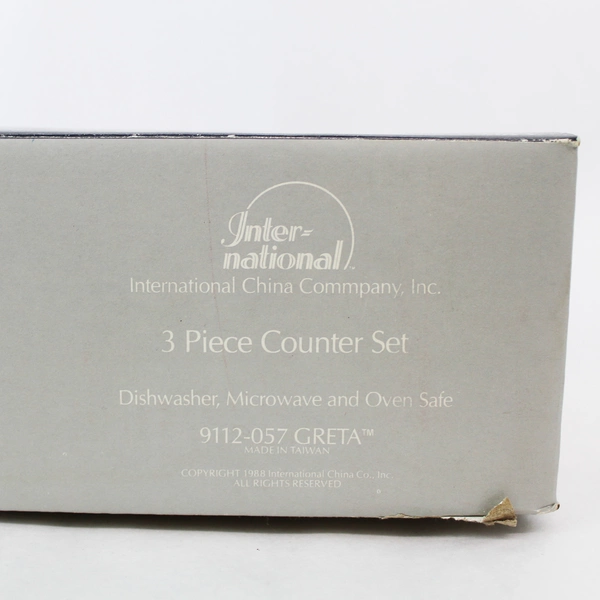 Inter-
national
International China Commpany, Inc.
3 Piece Counter Set
Dishwasher, Microwave and Oven Safe
9112-057 GRETA™
MADE IN TAIWAN
COPYRIGHT 1988 International China Co., Inc.
ALL RIGHTS RESERVED